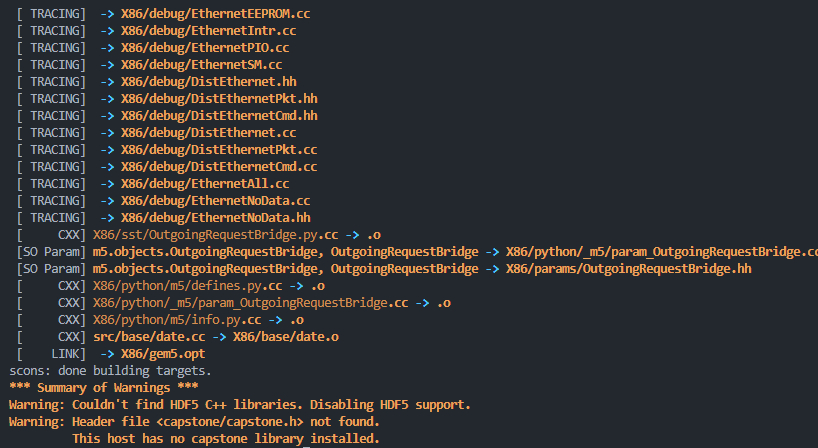 [ TRACING]  -> X86/debug/EthernetEEPROM.cc
[ TRACING]  -> X86/debug/EthernetIntr.cc
[ TRACING]  -> X86/debug/EthernetPIO.cc
[ TRACING]  -> X86/debug/EthernetSM.cc
[ TRACING]  -> X86/debug/DistEthernet.hh
[ TRACING]  -> X86/debug/DistEthernetPkt.hh
[ TRACING]  -> X86/debug/DistEthernetCmd.hh
[ TRACING]  -> X86/debug/DistEthernet.cc
[ TRACING]  -> X86/debug/DistEthernetPkt.cc
[ TRACING]  -> X86/debug/DistEthernetCmd.cc
[ TRACING]  -> X86/debug/EthernetAll.cc
[ TRACING]  -> X86/debug/EthernetNoData.cc
[ TRACING]  -> X86/debug/EthernetNoData.hh
[     CXX] X86/sst/OutgoingRequestBridge.py.cc -> .o
[SO Param] m5.objects.OutgoingRequestBridge, OutgoingRequestBridge -> X86/python/_m5/param_OutgoingRequestBridge.cc
[SO Param] m5.objects.OutgoingRequestBridge, OutgoingRequestBridge -> X86/params/OutgoingRequestBridge.hh
[     CXX] X86/python/m5/defines.py.cc -> .o
[     CXX] X86/python/_m5/param_OutgoingRequestBridge.cc -> .o
[     CXX] X86/python/m5/info.py.cc -> .o
[     CXX] src/base/date.cc -> X86/base/date.o
[    LINK]  -> X86/gem5.opt
scons: done building targets.
*** Summary of Warnings ***
Warning: Couldn't find HDF5 C++ libraries. Disabling HDF5 support.
Warning: Header file <capstone/capstone.h> not found.
This host has no capstone library installed.